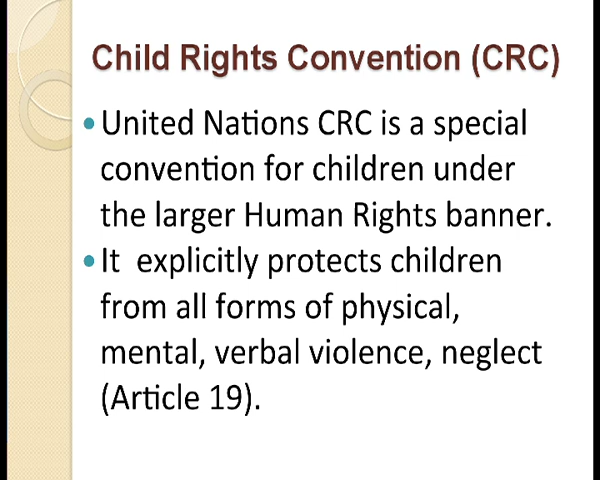 Child Rights Convention (CRC)
•United Nations CRC is a special
convention for children under
the larger Human Rights banner.
•It  explicitly protects children
from all forms of physical,
mental, verbal violence, neglect
(Article 19).